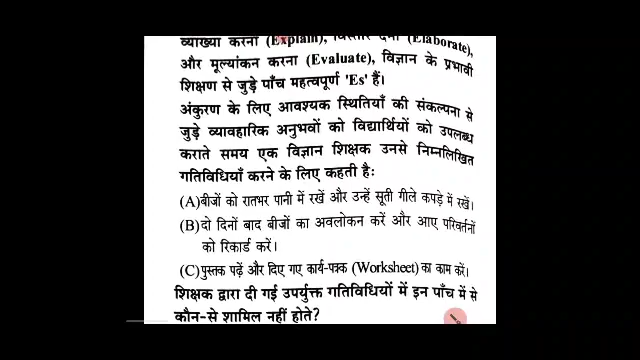 व्याख्या करना (Explain), विस्तार देना (Elaborate),
और मूल्यांकन करना (Evaluate), विज्ञान के प्रभावी
शिक्षण से जुड़े पाँच महत्वपूर्ण 'Es' हैं।
अंकुरण के लिए आवश्यक स्थितियाँ की संकल्पना से
जुड़े व्यावहारिक अनुभवों को विद्यार्थियों को उपलब्ध
कराते समय एक विज्ञान शिक्षक उनसे निम्नलिखित
गतिविधियाँ करने के लिए कहती है:
(A) बीजों को रातभर पानी में रखें और उन्हें सूती गीले कपड़े में रखें।
(B) दो दिनों बाद बीजों का अवलोकन करें और आए परिवर्तनों
को रिकार्ड करें।
(C) पुस्तक पढ़ें और दिए गए कार्य-पत्रक (Worksheet) का काम करें।
शिक्षक द्वारा दी गई उपर्युक्त गतिविधियों में इन पाँच में से
कौन-से शामिल नहीं होते?